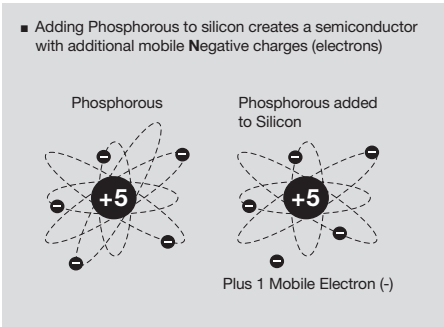 ■ Adding Phosphorous to silicon creates a semiconductor
with additional mobile Negative charges (electrons)
Phosphorous
Phosphorous added
to Silicon
+5
+5
Plus 1 Mobile Electron (-)